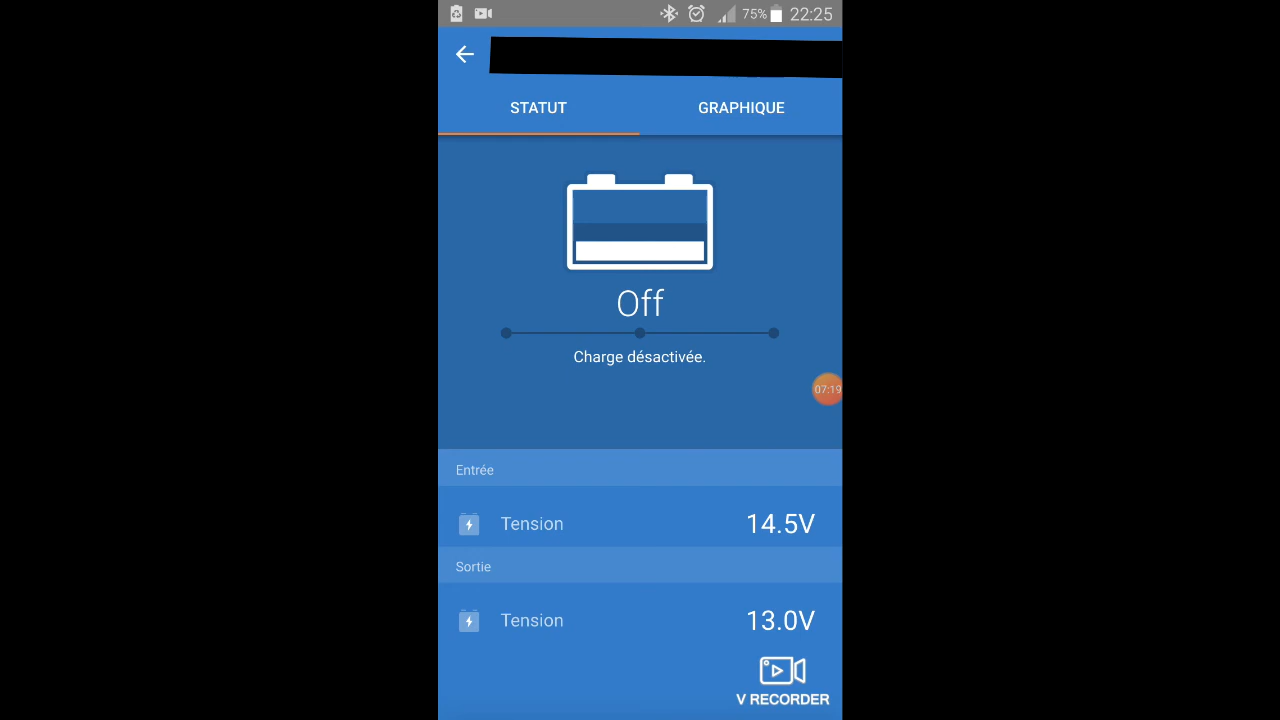 75% 22:25
STATUT GRAPHIQUE
Off
Charge désactivée.
07:19
Entrée
Tension 14.5V
Sortie
Tension 13.0V
V RECORDER